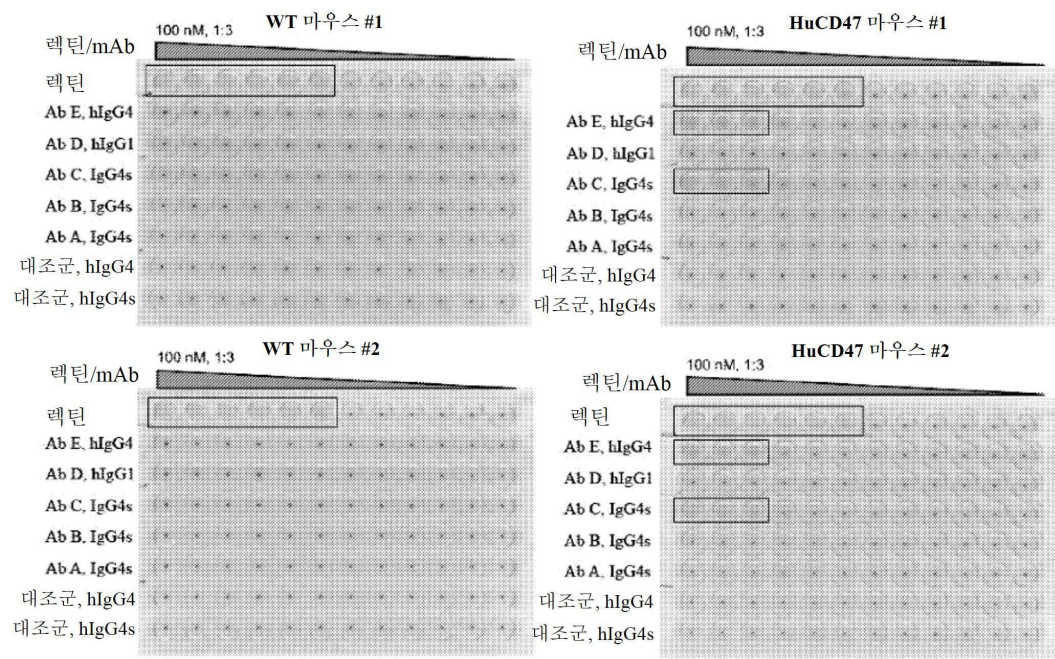 WT 마우스 #1
100 nM, 1:3
렉틴/mAb
렉틴
Ab E, hIgG4
Ab D, hIgG1
Ab C, IgG4s
Ab B, IgG4s
Ab A, IgG4s
대조군, hIgG4
대조군, hIgG4s
HuCD47 마우스 #1
100 nM, 1:3
렉틴/mAb
Ab E, hIgG4
Ab D, hIgG1
Ab C, IgG4s
Ab B, IgG4s
Ab A, IgG4s
대조군, hIgG4
대조군, hIgG4s
WT 마우스 #2
100 nM, 1:3
렉틴/mAb
렉틴
Ab E, hIgG4
Ab D, hIgG1
Ab C, IgG4s
Ab B, IgG4s
Ab A, IgG4s
대조군, hIgG4
대조군, hIgG4s
HuCD47 마우스 #2
100 nM, 1:3
렉틴/mAb
렉틴
Ab E, hIgG4
Ab D, hIgG1
Ab C, IgG4s
Ab B, IgG4s
Ab A, IgG4s
대조군, hIgG4
대조군, hIgG4s